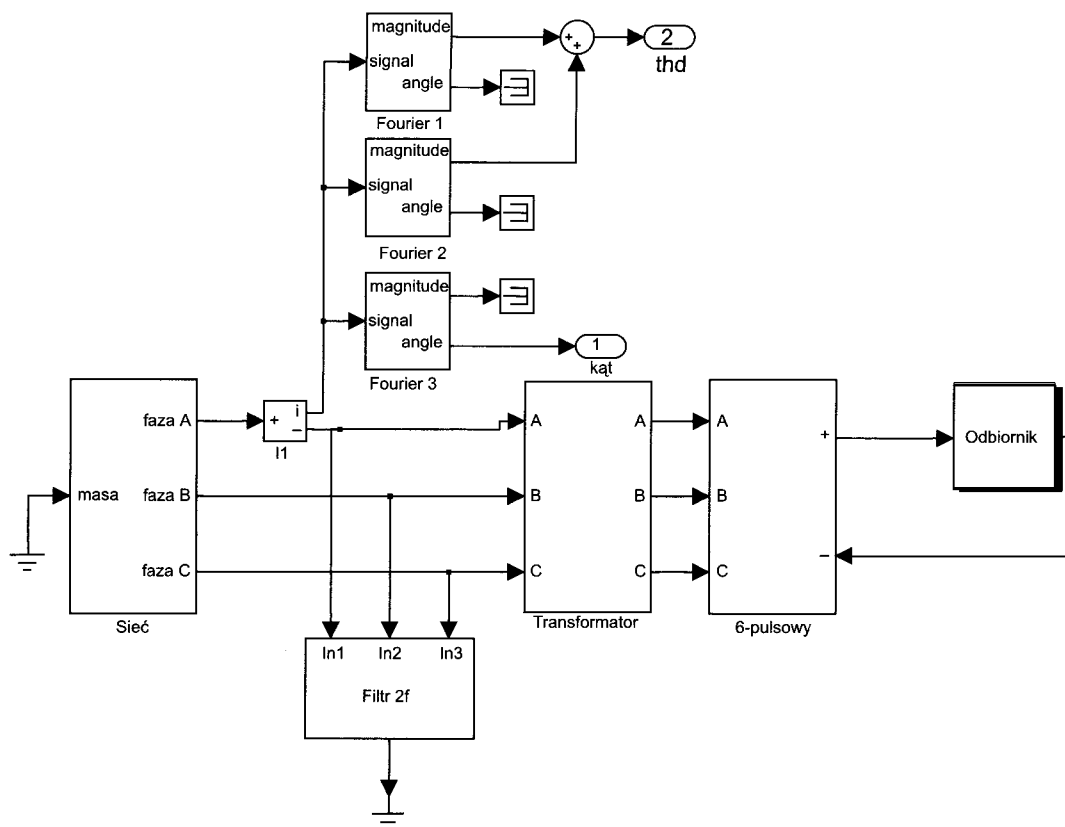 magnitude
signal
angle
Fourier 1
+
+
2
thd
magnitude
signal
angle
Fourier 2
magnitude
signal
angle
Fourier 3
1
kąt
masa
faza A
faza B
faza C
Sieć
+
i
−
I1
A
B
C
A
B
C
Transformator
A
B
C
+
−
6-pulsowy
Odbiornik
In1 In2 In3
Filtr 2f